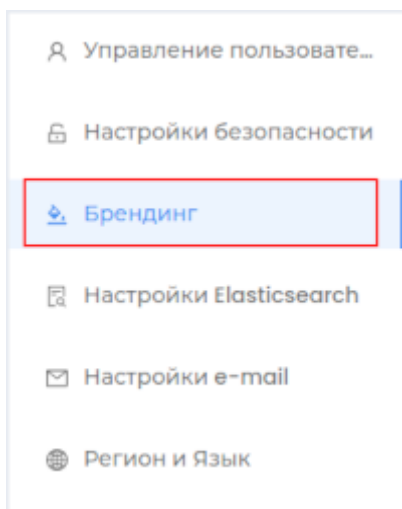 Управление пользовате...
Настройки безопасности
Брендинг
Настройки Elasticsearch
Настройки e-mail
Регион и Язык